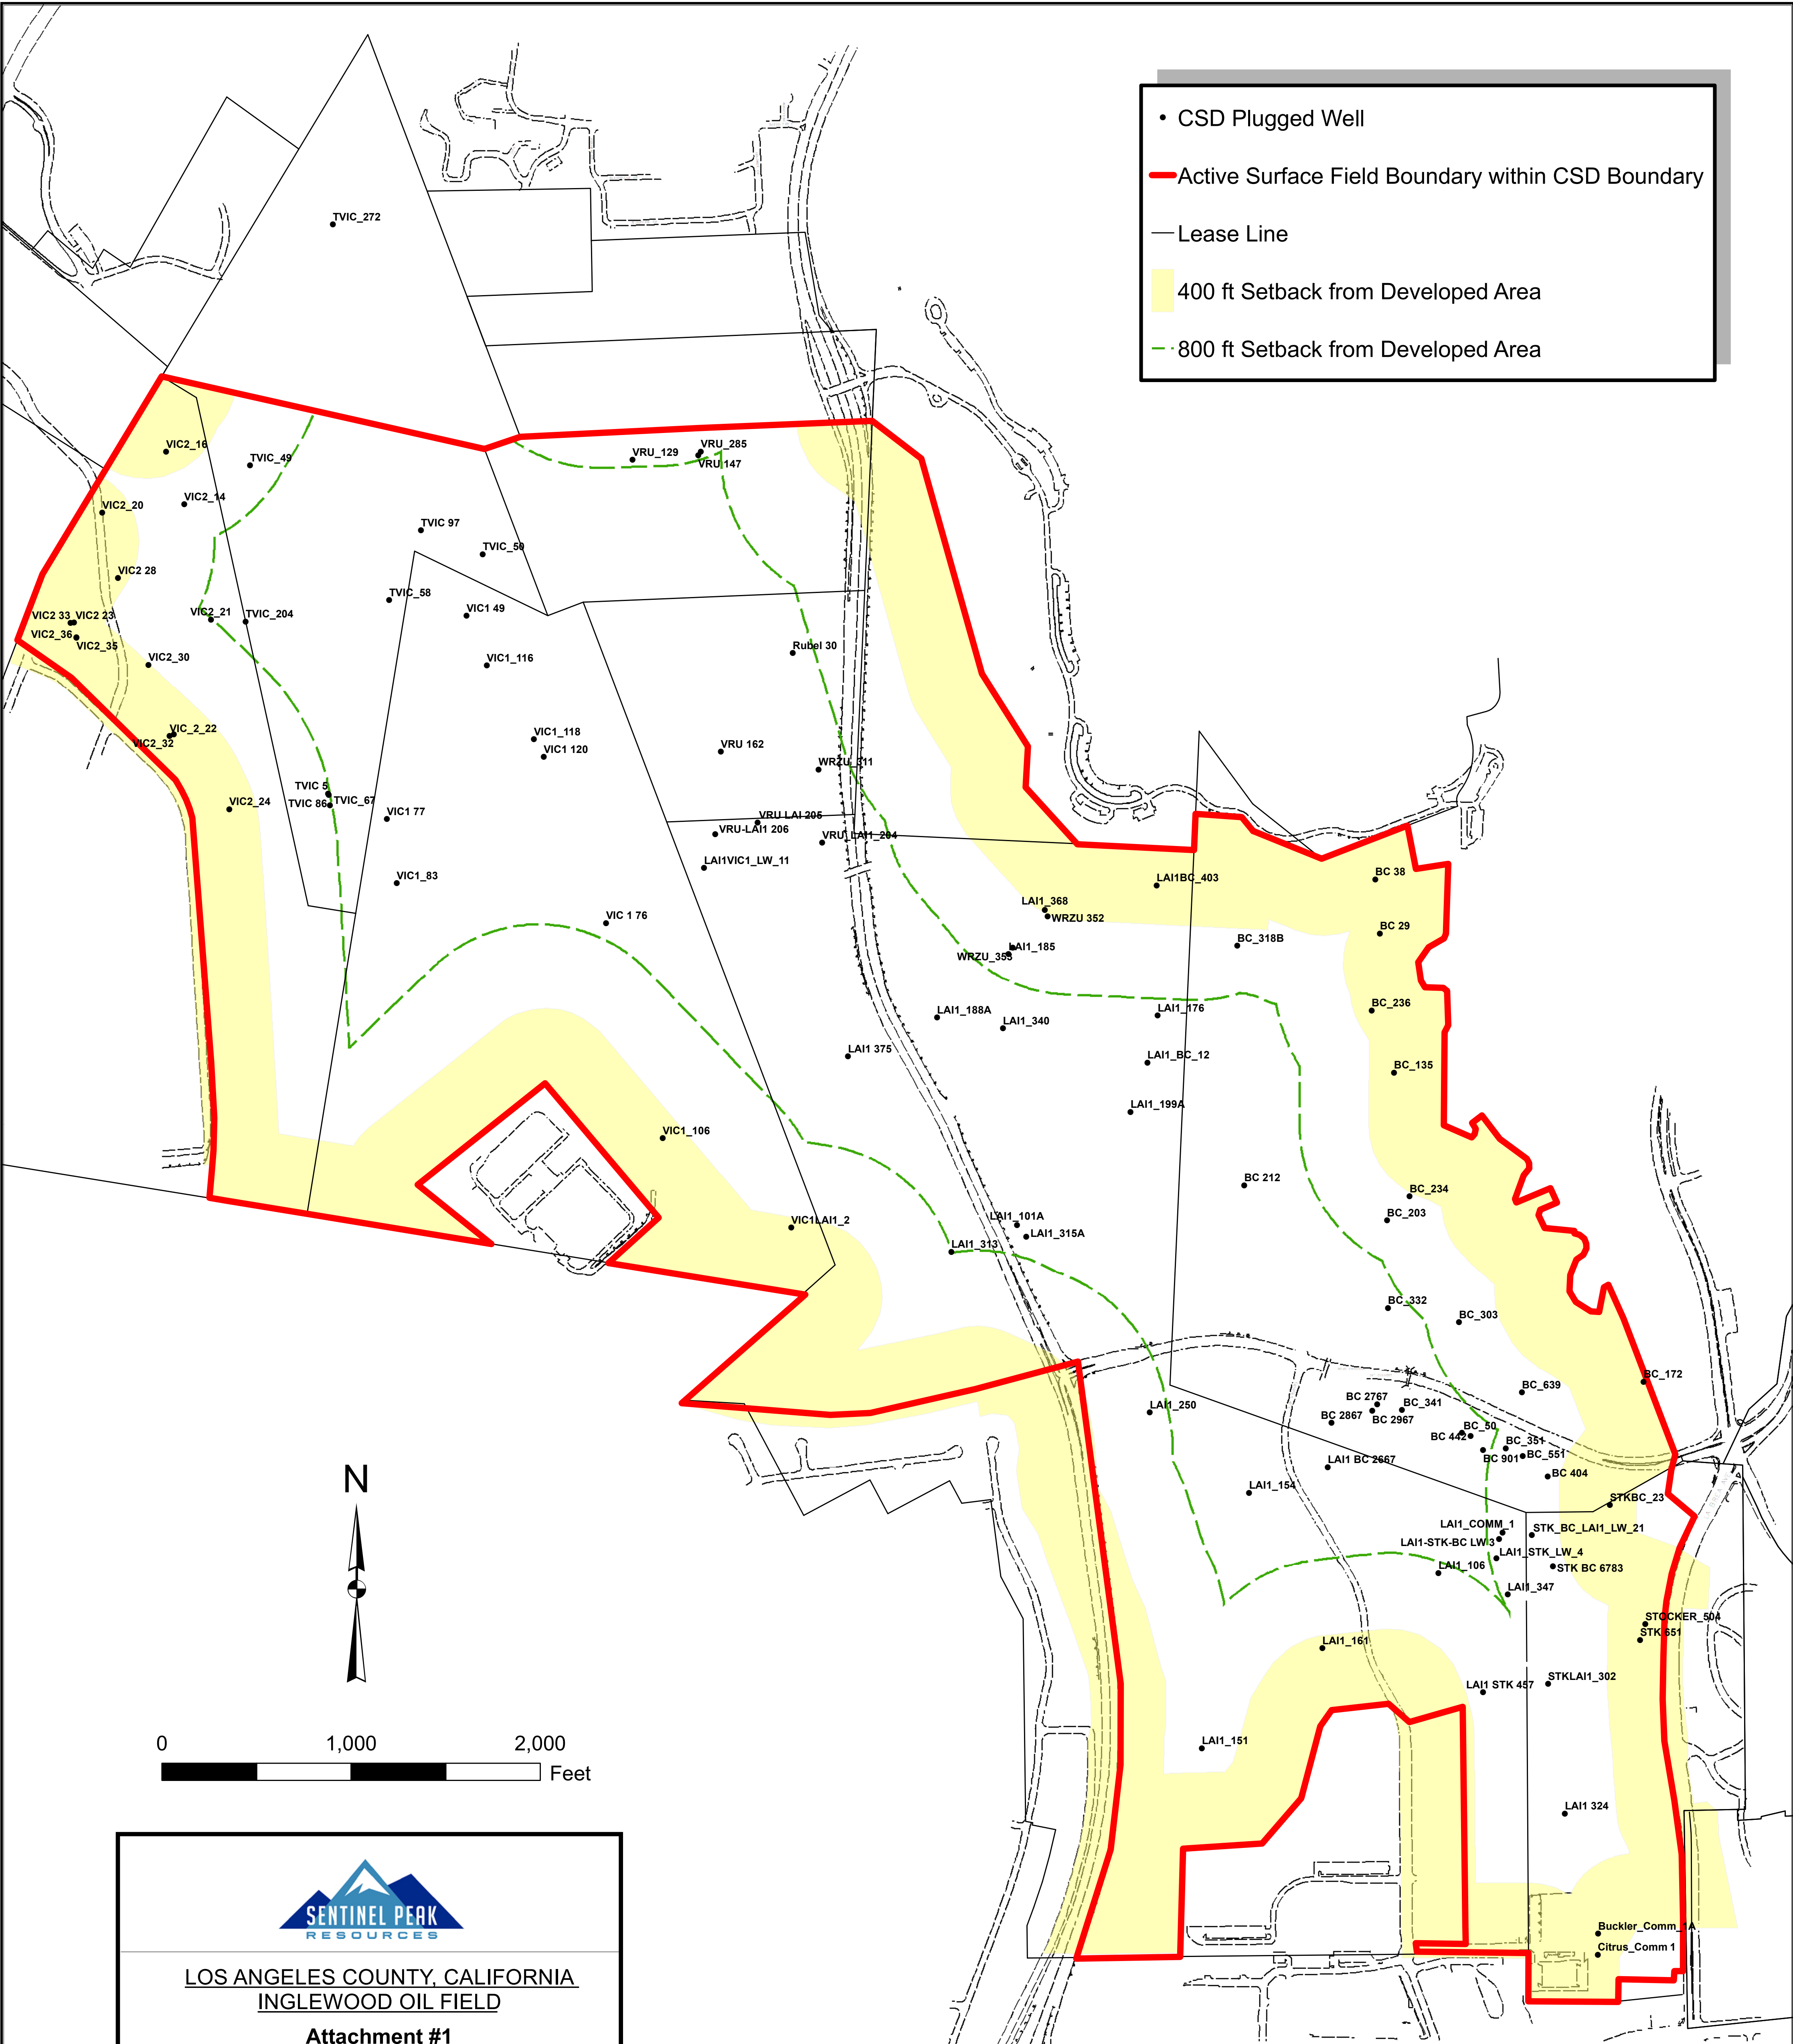 CSD Plugged Well
Active Surface Field Boundary within CSD Boundary
Lease Line
400 ft Setback from Developed Area
800 ft Setback from Developed Area
TVIC_272
VIC2_16
TVIC_49
VRU_129
VRU_285
VRU 147
VIC2_20
VIC2_14
TVIC 97
TVIC_50
VIC2 28
TVIC_58
VIC2_21
TVIC_204
VIC1 49
VIC2 33
VIC2 23
VIC2_36
VIC2_35
VIC2_30
VIC1_116
Rubel 30
VIC_2_22
VIC2_32
VIC1_118
VIC1 120
VRU 162
WRZU_311
TVIC 5
TVIC 86
TVIC_67
VIC2_24
VIC1 77
VRU LAI 205
VRU-LAI1 206
VRU_LAI1_204
LAI1VIC1_LW_11
VIC1_83
LAI1BC_403
BC 38
LAI1_368
WRZU 352
VIC 1 76
BC 29
BC_318B
LAI1_185
WRZU_353
BC_236
LAI1_188A
LAI1_340
LAI1_176
LAI1 375
LAI1_BC_12
BC_135
LAI1_199A
VIC1_106
BC 212
BC_234
BC_203
VIC1LAI1_2
LAI1_101A
LAI1_315A
LAI1_313
BC_332
BC_303
BC_172
BC_639
LAI1_250
BC 2767
BC_341
BC 2867
BC 2967
BC_50
BC 442
BC_351
BC 901
BC_551
LAI1 BC 2667
BC 404
LAI1_154
STKBC_23
LAI1_COMM_1
STK_BC_LAI1_LW_21
LAI1-STK-BC LW 3
LAI1_STK_LW_4
LAI1_106
STK BC 6783
LAI1_347
STOCKER_504
STK 651
LAI1_161
LAI1 STK 457
STKLAI1_302
LAI1_151
LAI1 324
Buckler_Comm_1A
Citrus_Comm 1
N
0 1,000 2,000
Feet
SENTINEL PEAK
RESOURCES
LOS ANGELES COUNTY, CALIFORNIA
INGLEWOOD OIL FIELD
Attachment #1